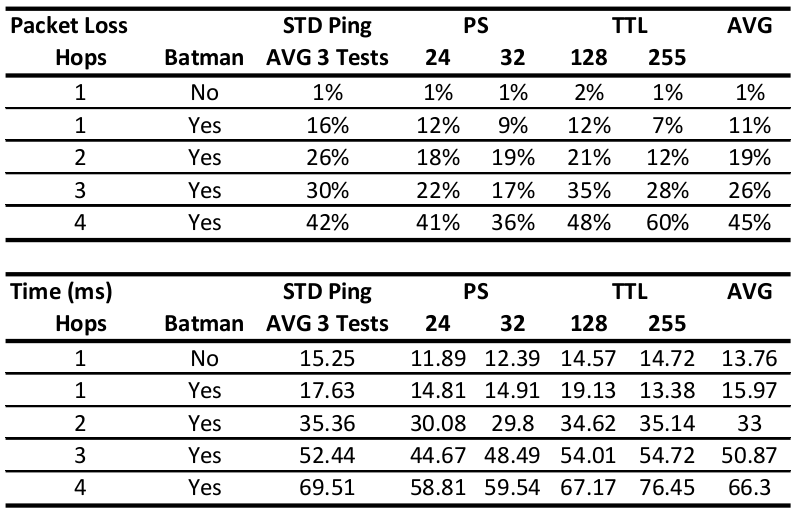 Packet Loss STD Ping PS TTL AVG
Hops Batman AVG 3 Tests 24 32 128 255
1 No 1% 1% 1% 2% 1% 1%
1 Yes 16% 12% 9% 12% 7% 11%
2 Yes 26% 18% 19% 21% 12% 19%
3 Yes 30% 22% 17% 35% 28% 26%
4 Yes 42% 41% 36% 48% 60% 45%
Time (ms) STD Ping PS TTL AVG
Hops Batman AVG 3 Tests 24 32 128 255
1 No 15.25 11.89 12.39 14.57 14.72 13.76
1 Yes 17.63 14.81 14.91 19.13 13.38 15.97
2 Yes 35.36 30.08 29.8 34.62 35.14 33
3 Yes 52.44 44.67 48.49 54.01 54.72 50.87
4 Yes 69.51 58.81 59.54 67.17 76.45 66.3